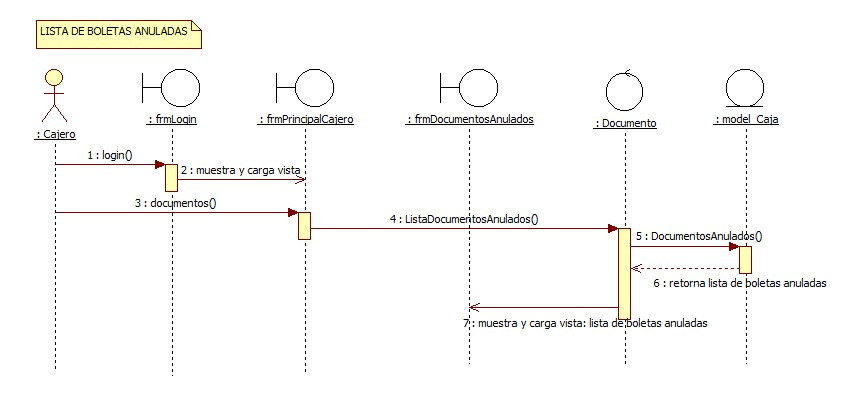 LISTA DE BOLETAS ANULADAS
: Cajero
: frmLogin
: frmPrincipalCajero
: frmDocumentosAnulados
: Documento
: model_Caja
1 : login()
2 : muestra y carga vista
3 : documentos()
4 : ListaDocumentosAnulados()
5 : DocumentosAnulados()
6 : retorna lista de boletas anuladas
7 : muestra y carga vista: lista de boletas anuladas